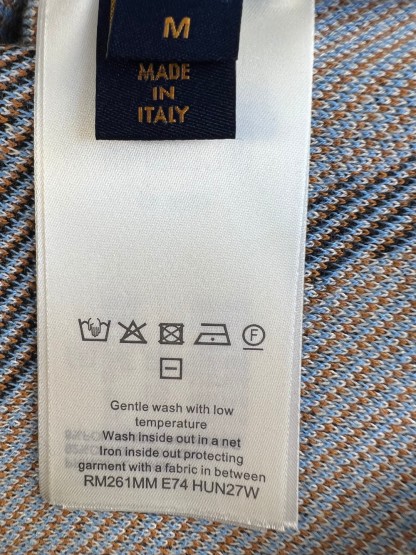 M
MADE
IN
ITALY
F
Gentle wash with low
temperature
Wash inside out in a net
Iron inside out protecting
garment with a fabric in between
RM261MM E74 HUN27W